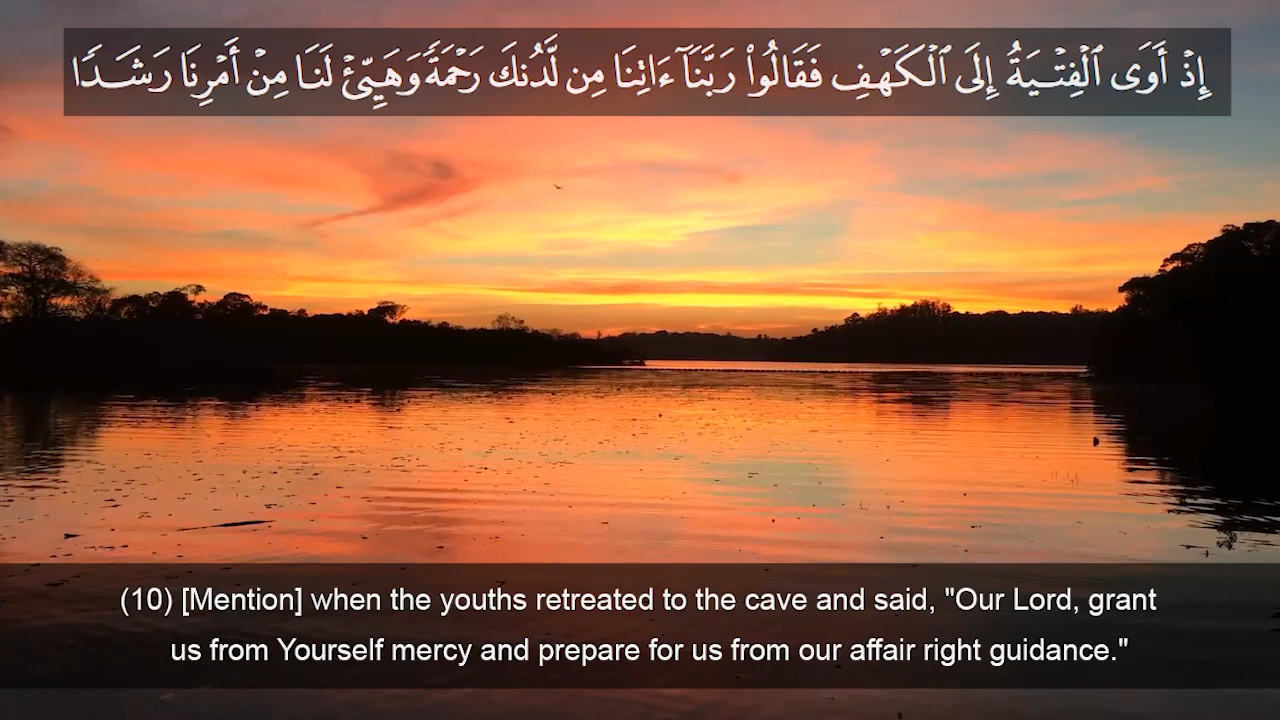 إِذْ أَوَى ٱلْفِتْيَةُ إِلَى ٱلْكَهْفِ فَقَالُوا۟ رَبَّنَآ ءَاتِنَا مِن لَّدُنكَ رَحْمَةً وَهَيِّئْ لَنَا مِنْ أَمْرِنَا رَشَدًا
(10) [Mention] when the youths retreated to the cave and said, "Our Lord, grant
us from Yourself mercy and prepare for us from our affair right guidance."